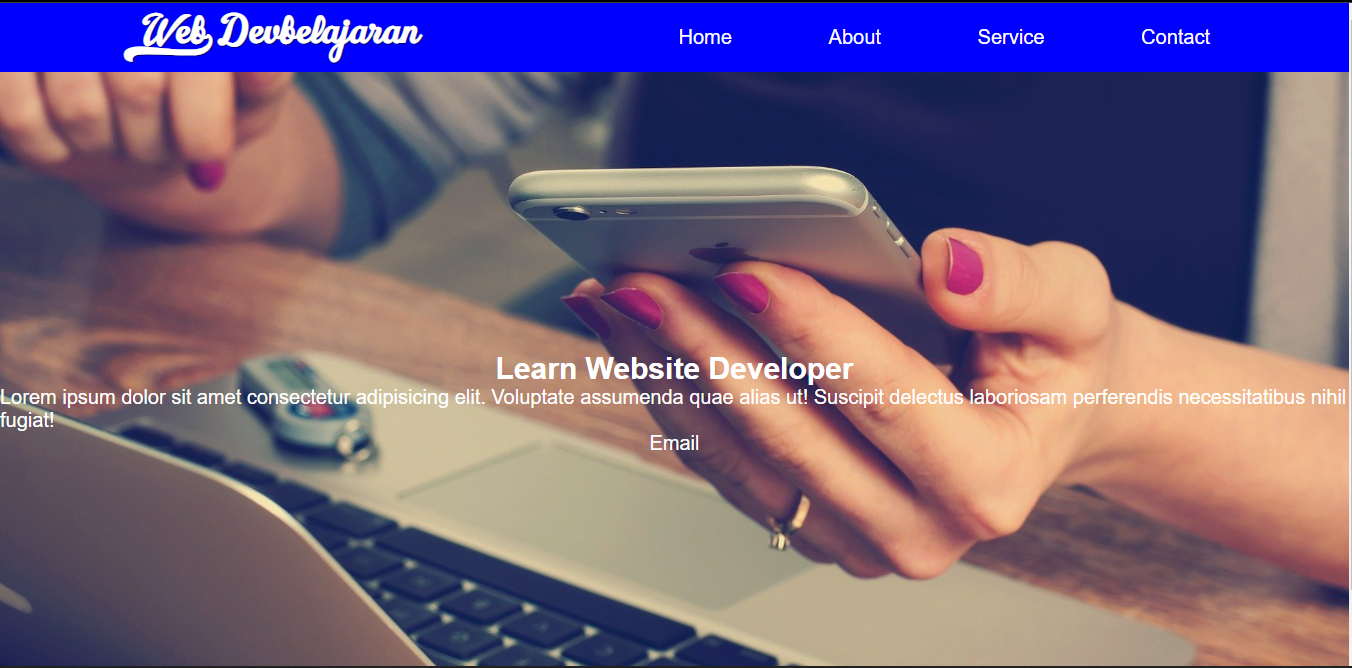 Web Devbelajaran
Home About Service Contact
Learn Website Developer
Lorem ipsum dolor sit amet consectetur adipisicing elit. Voluptate assumenda quae alias ut! Suscipit delectus laboriosam perferendis necessitatibus nihil
fugiat!
Email